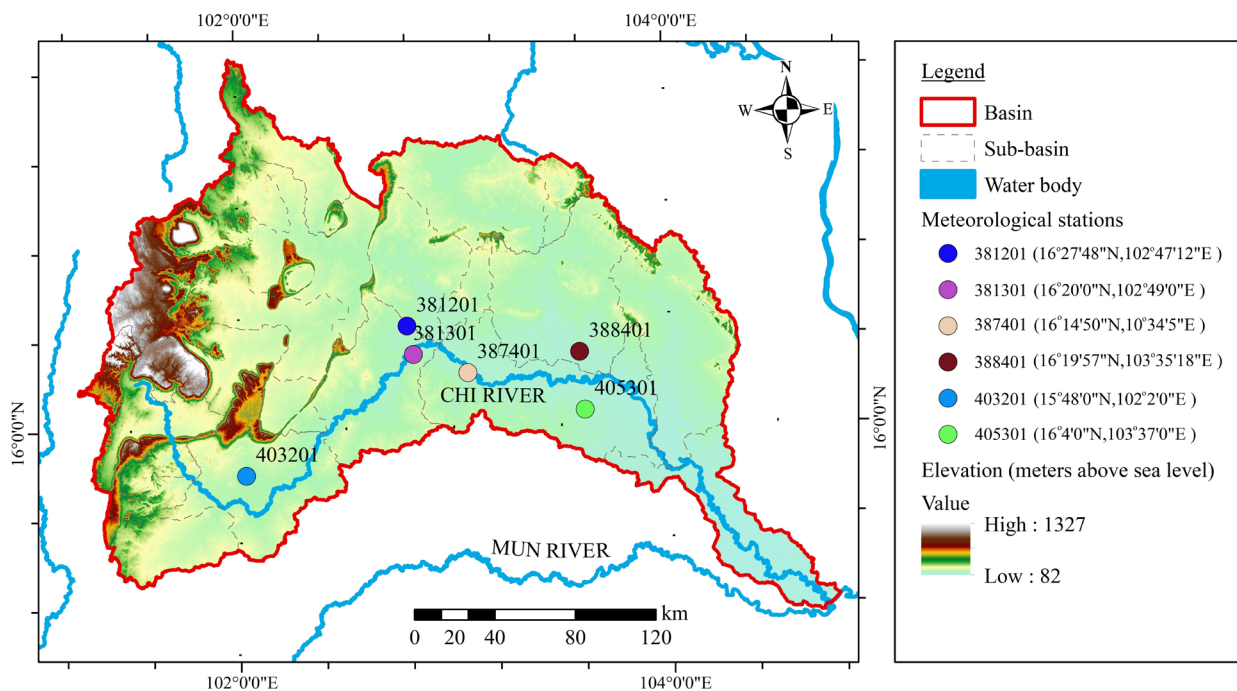 102°0'0"E
104°0'0"E
N
W
E
S
16°0'0"N
16°0'0"N
381201
381301
387401
388401
CHI RIVER
405301
403201
MUN RIVER
km
0 20 40 80 120
102°0'0"E
104°0'0"E
Legend
Basin
Sub-basin
Water body
Meteorological stations
381201 (16°27'48"N,102°47'12"E )
381301 (16°20'0"N,102°49'0"E )
387401 (16°14'50"N,10°34'5"E )
388401 (16°19'57"N,103°35'18"E )
403201 (15°48'0"N,102°2'0"E )
405301 (16°4'0"N,103°37'0"E )
Elevation (meters above sea level)
Value
High : 1327
Low : 82